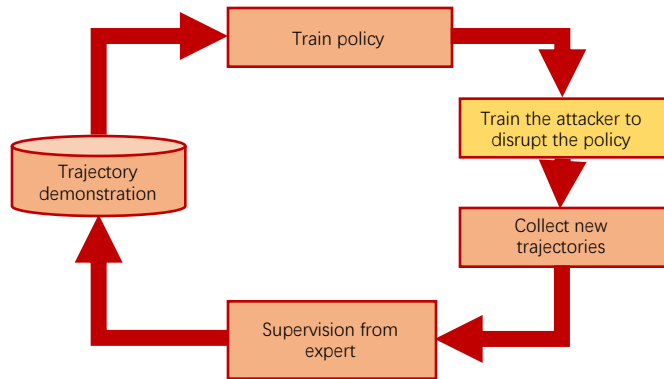 Train policy
Train the attacker to
disrupt the policy
Trajectory
demonstration
Collect new
trajectories
Supervision from
expert